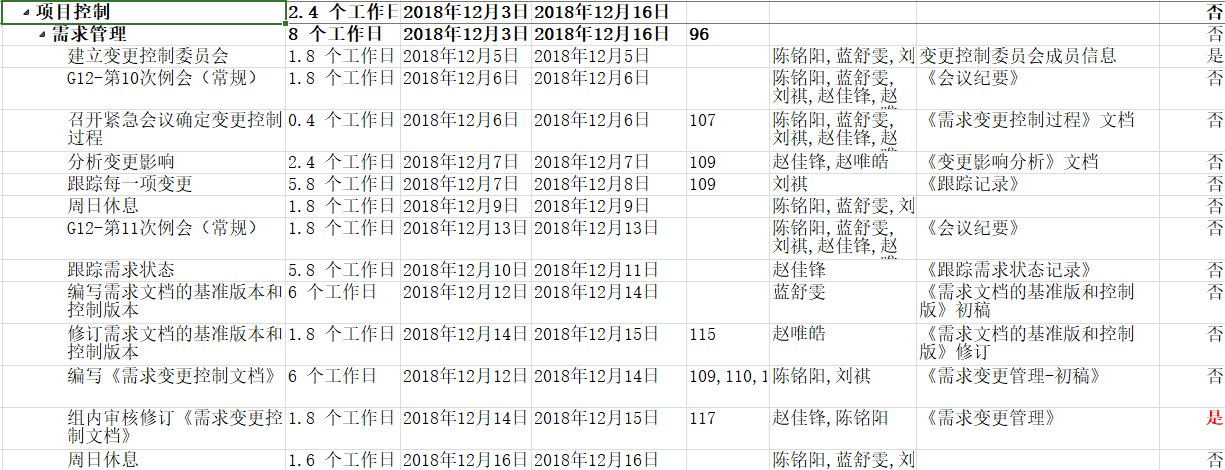 项目控制 2.4 个工作日 2018年12月3日 2018年12月16日 否
需求管理 8 个工作日 2018年12月3日 2018年12月16日 96 否
建立变更控制委员会 1.8 个工作日 2018年12月5日 2018年12月5日 陈铭阳,蓝舒雯,刘 变更控制委员会成员信息 是
G12-第10次例会（常规） 1.8 个工作日 2018年12月6日 2018年12月6日 陈铭阳,蓝舒雯, 《会议纪要》 否
刘祺,赵佳锋,赵
召开紧急会议确定变更控制 0.4 个工作日 2018年12月6日 2018年12月6日 107 陈铭阳,蓝舒雯, 《需求变更控制过程》文档 否
过程 刘祺,赵佳锋,赵
分析变更影响 2.4 个工作日 2018年12月7日 2018年12月7日 109 赵佳锋,赵唯皓 《变更影响分析》文档 否
跟踪每一项变更 5.8 个工作日 2018年12月7日 2018年12月8日 109 刘祺 《跟踪记录》 否
周日休息 1.8 个工作日 2018年12月9日 2018年12月9日 陈铭阳,蓝舒雯,刘 否
G12-第11次例会（常规） 1.8 个工作日 2018年12月13日 2018年12月13日 陈铭阳,蓝舒雯, 《会议纪要》 否
刘祺,赵佳锋,赵
跟踪需求状态 5.8 个工作日 2018年12月10日 2018年12月11日 赵佳锋 《跟踪需求状态记录》 否
编写需求文档的基准版本和 6 个工作日 2018年12月12日 2018年12月14日 蓝舒雯 《需求文档的基准版和控制 否
控制版本 版》初稿
修订需求文档的基准版本和 1.8 个工作日 2018年12月14日 2018年12月15日 115 赵唯皓 《需求文档的基准版和控制 否
控制版本 版》修订
编写《需求变更控制文档》 6 个工作日 2018年12月12日 2018年12月14日 109,110,1 陈铭阳,刘祺 《需求变更管理-初稿》 否
组内审核修订《需求变更控 1.8 个工作日 2018年12月14日 2018年12月15日 117 赵佳锋,陈铭阳 《需求变更管理》 是
制文档》
周日休息 1.6 个工作日 2018年12月16日 2018年12月16日 陈铭阳,蓝舒雯,刘 否